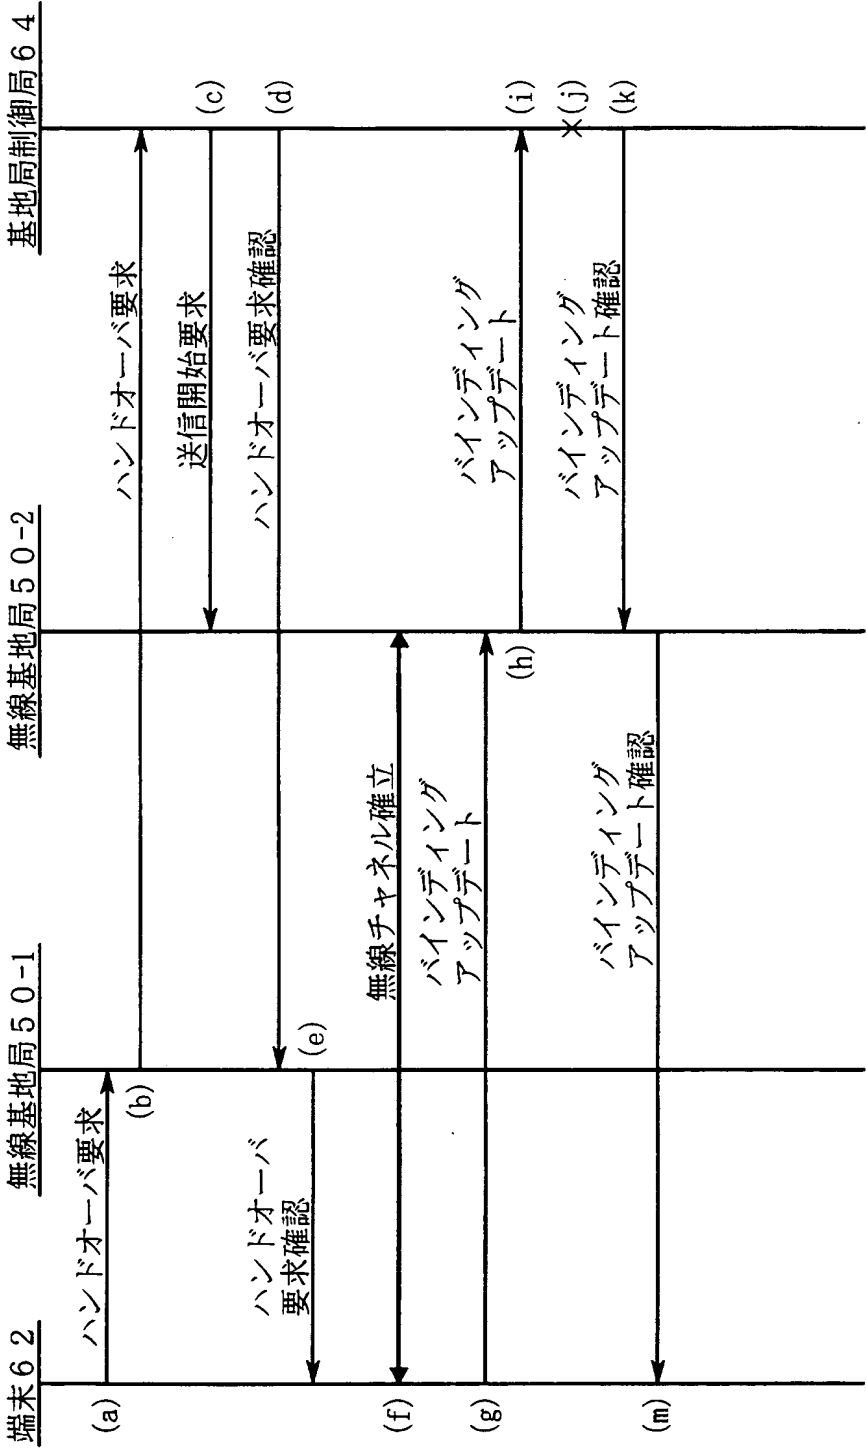 端末62
無線基地局50-1
無線基地局50-2
基地局制御局64
(a)
ハンドオーバ要求
(b)
ハンドオーバ要求
送信開始要求
(c)
ハンドオーバ要求確認
(d)
ハンドオーバ
要求確認
(e)
(f)
無線チャネル確立
(g)
バインディング
アップデート
(h)
バインディング
アップデート
(i)
×(j)
バインディング
アップデート確認
(k)
バインディング
アップデート確認
(m)